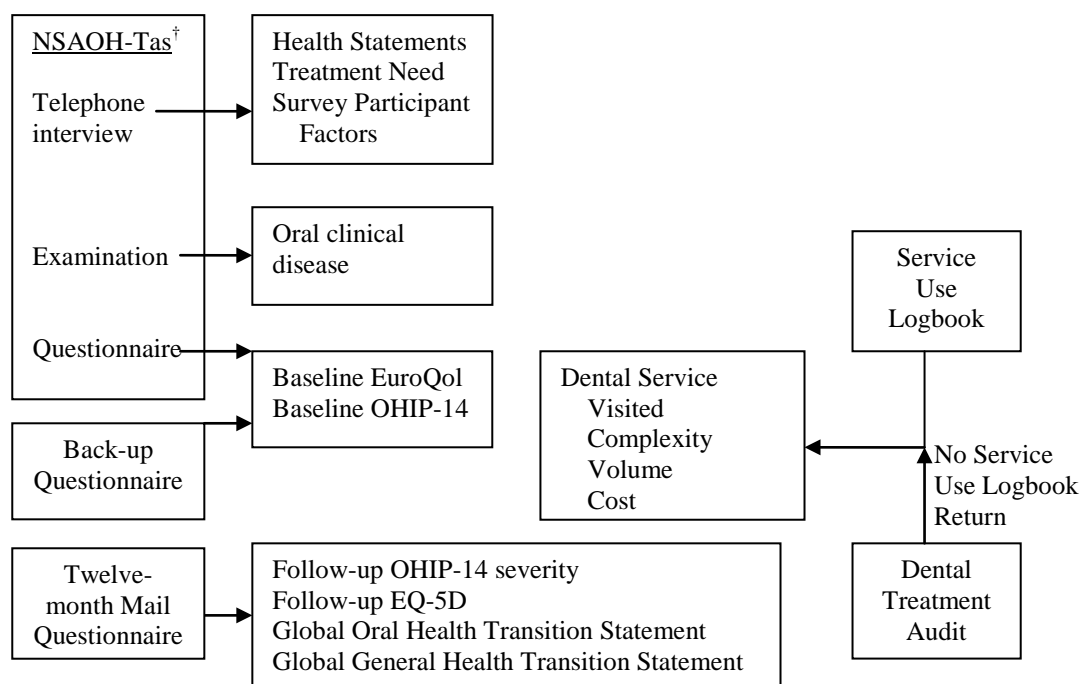 NSAOH-Tas†
Telephone
interview
Examination
Questionnaire
Health Statements
Treatment Need
Survey Participant
Factors
Oral clinical
disease
Baseline EuroQol
Baseline OHIP-14
Back-up
Questionnaire
Dental Service
Visited
Complexity
Volume
Cost
Service
Use
Logbook
No Service
Use Logbook
Return
Dental
Treatment
Audit
Twelve-
month Mail
Questionnaire
Follow-up OHIP-14 severity
Follow-up EQ-5D
Global Oral Health Transition Statement
Global General Health Transition Statement